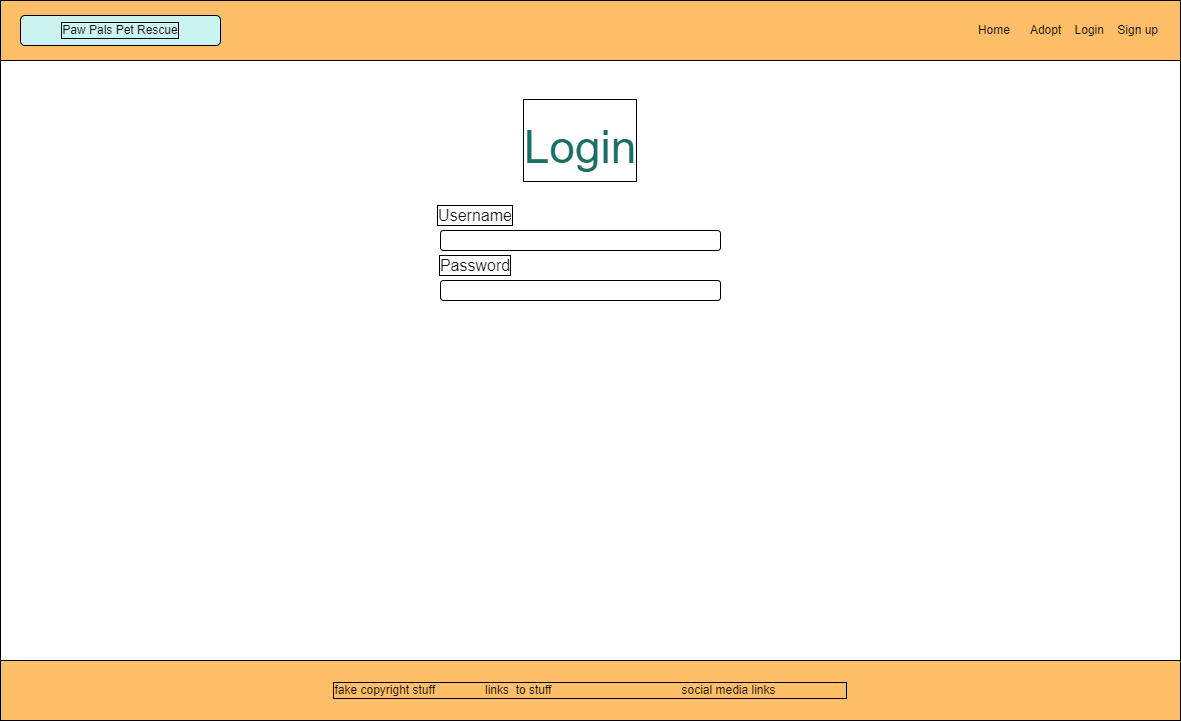 Paw Pals Pet Rescue
Home Adopt Login Sign up
Login
Username
Password
fake copyright stuff links  to stuff social media links